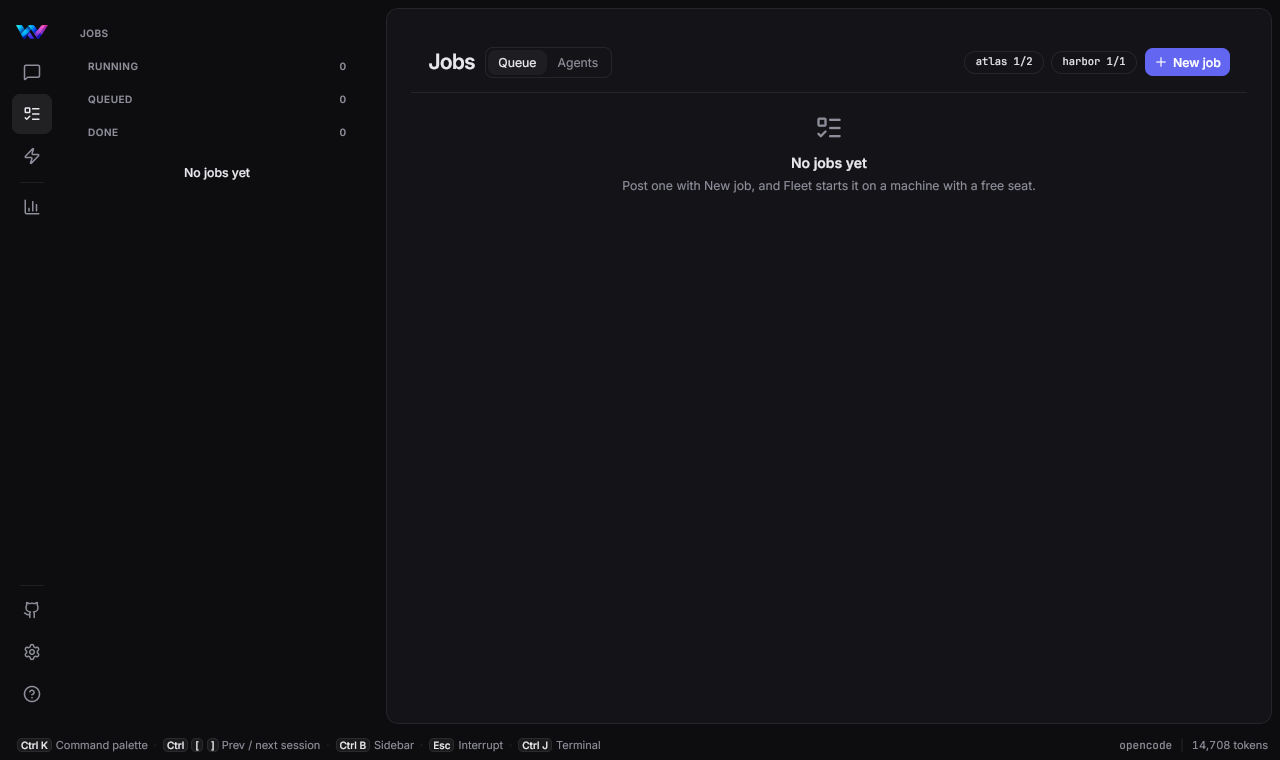 JOBS
RUNNING 0
QUEUED 0
DONE 0
No jobs yet
Jobs Queue Agents atlas 1/2 harbor 1/1 + New job
No jobs yet
Post one with New job, and Fleet starts it on a machine with a free seat.
Ctrl K Command palette · Ctrl [ ] Prev / next session · Ctrl B Sidebar · Esc Interrupt · Ctrl J Terminal opencode 14,708 tokens